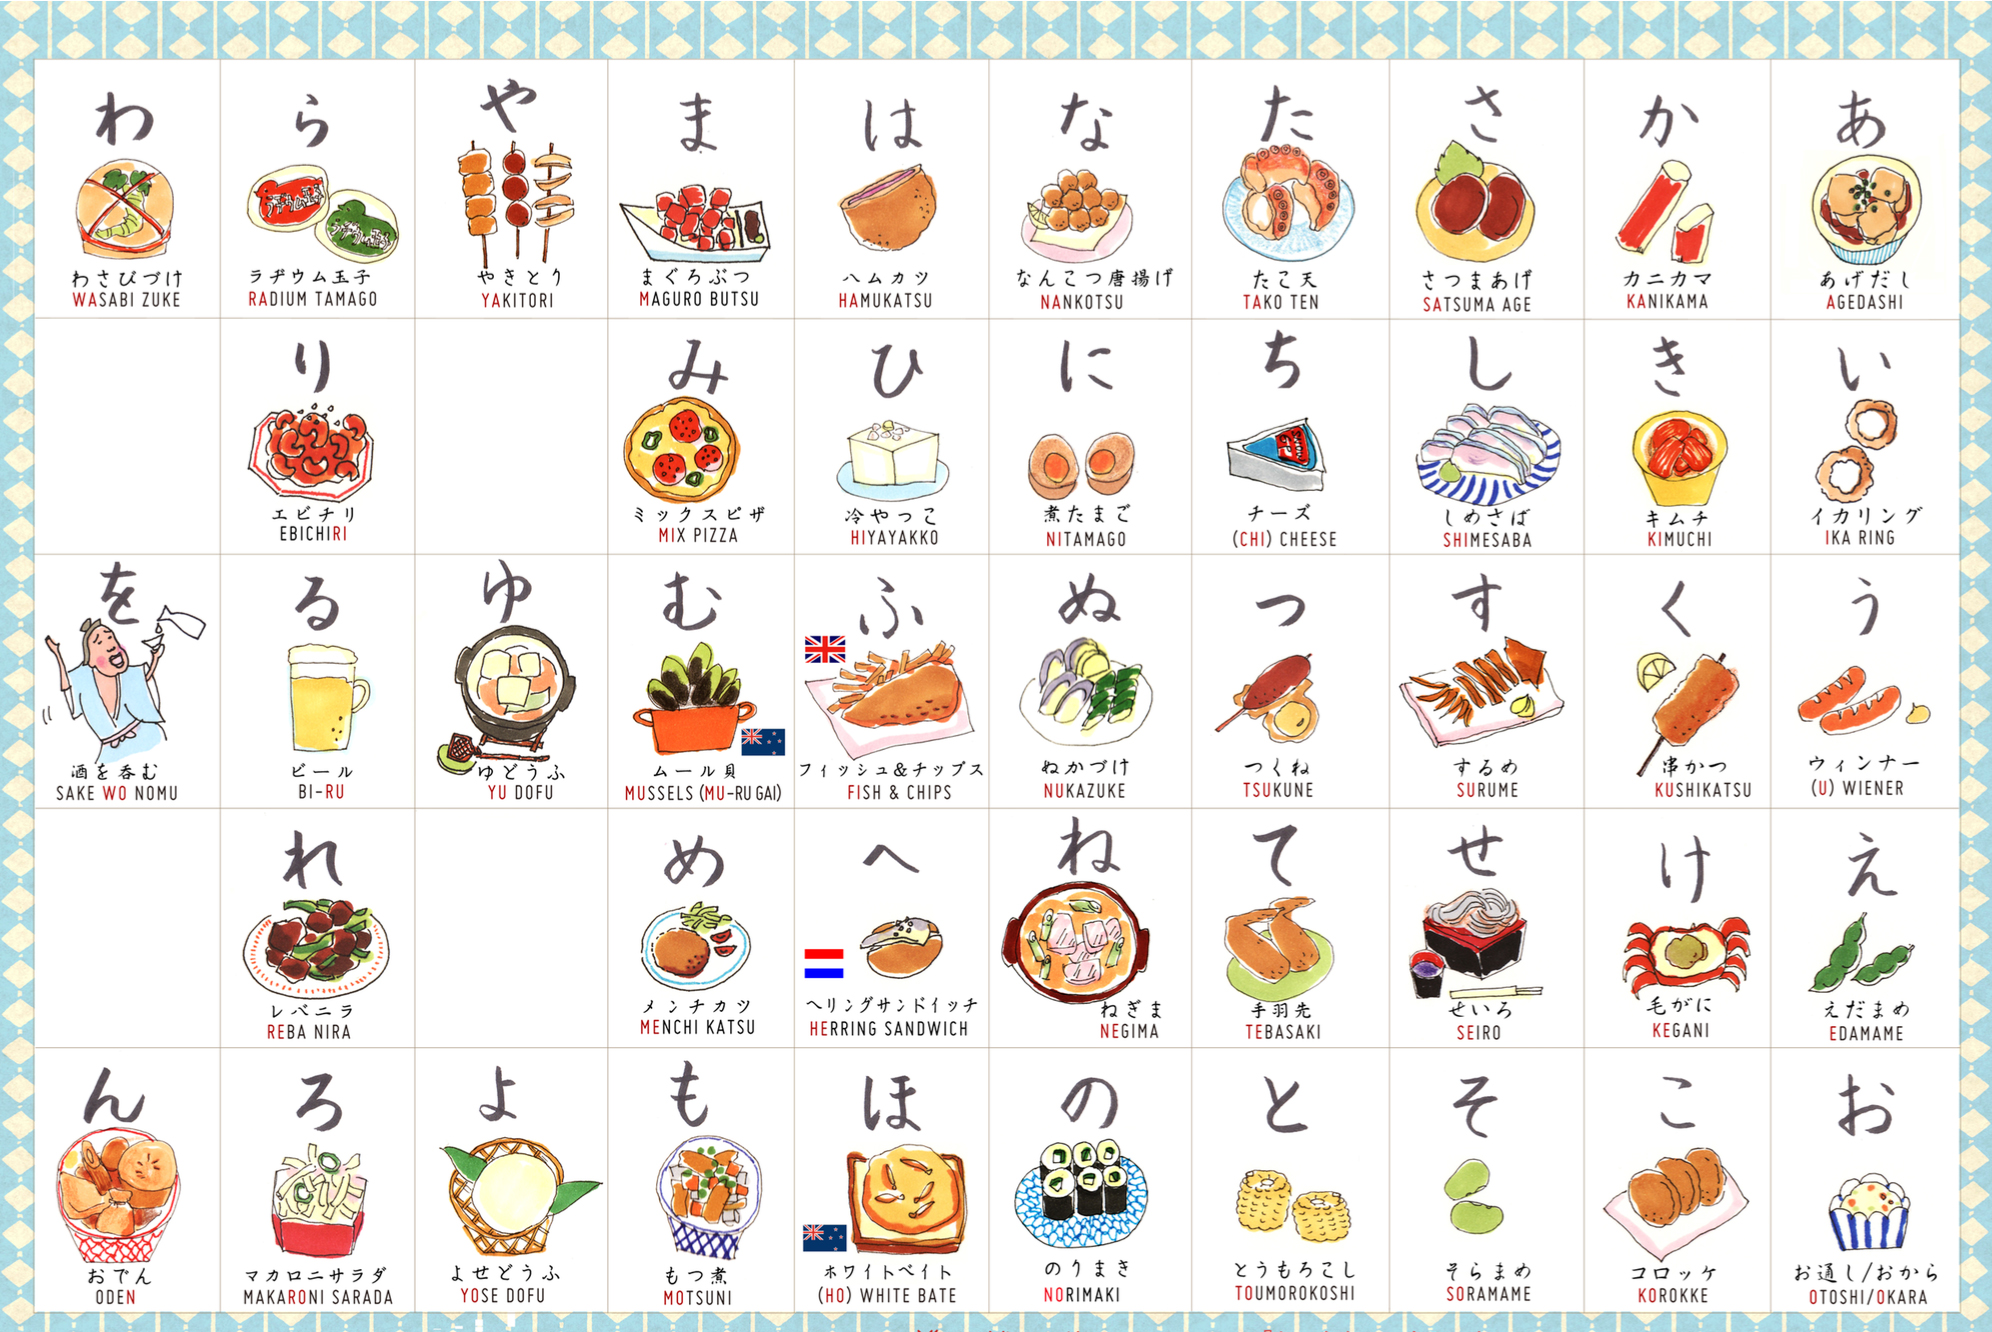 あ
あげだし
AGEDASHI
い
イカリング
IKA RING
う
ウィンナー
(U) WIENER
え
えだまめ
EDAMAME
お
お通し/おから
OTOSHI/OKARA
か
カニカマ
KANIKAMA
き
キムチ
KIMUCHI
く
串かつ
KUSHIKATSU
け
毛がに
KEGANI
こ
コロッケ
KOROKKE
さ
さつまあげ
SATSUMA AGE
し
しめさば
SHIMESABA
す
するめ
SURUME
せ
せいろ
SEIRO
そ
そらまめ
SORAMAME
た
たこ天
TAKO TEN
ち
チーズ
(CHI) CHEESE
つ
つくね
TSUKUNE
て
手羽先
TEBASAKI
と
とうもろこし
TOUMOROKOSHI
な
なんこつ唐揚げ
NANKOTSU
に
煮たまご
NITAMAGO
ぬ
ぬかづけ
NUKAZUKE
ね
ねぎま
NEGIMA
の
のりまき
NORIMAKI
は
ハムカツ
HAMUKATSU
ひ
冷やっこ
HIYAYAKKO
ふ
フィッシュ&チップス
FISH & CHIPS
へ
ヘリングサンドイッチ
HERRING SANDWICH
ほ
ホワイトベイト
(HO) WHITE BATE
ま
まぐろぶつ
MAGURO BUTSU
み
ミックスピザ
MIX PIZZA
む
ムール貝
MUSSELS (MU-RU GAI)
め
メンチカツ
MENCHI KATSU
も
もつ煮
MOTSUNI
や
やきとり
YAKITORI
ゆ
ゆどうふ
YU DOFU
よ
よせどうふ
YOSE DOFU
ら
ラヂウム玉子
ラヂウム玉子
ラヂウム玉子
RADIUM TAMAGO
り
エビチリ
EBICHIRI
る
ビール
BI-RU
れ
レバニラ
REBA NIRA
ろ
マカロニサラダ
MAKARONI SARADA
わ
わさびづけ
WASABI ZUKE
を
酒を呑む
SAKE WO NOMU
ん
おでん
ODEN